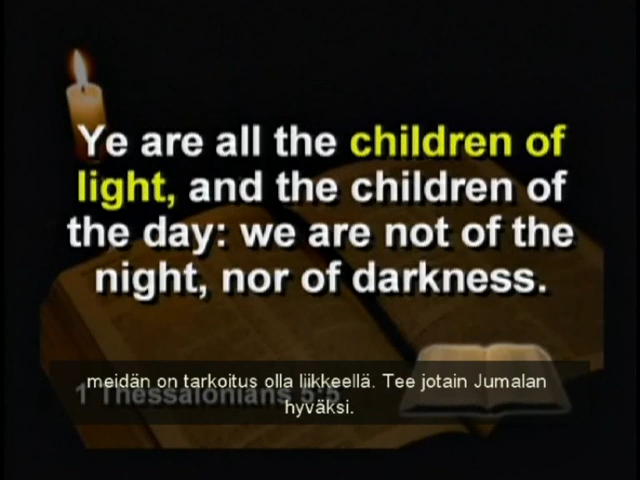 Ye are all the children of
light, and the children of
the day: we are not of the
night, nor of darkness.
1 Thessalonians 5:5
meidän on tarkoitus olla liikkeellä. Tee jotain Jumalan
hyväksi.